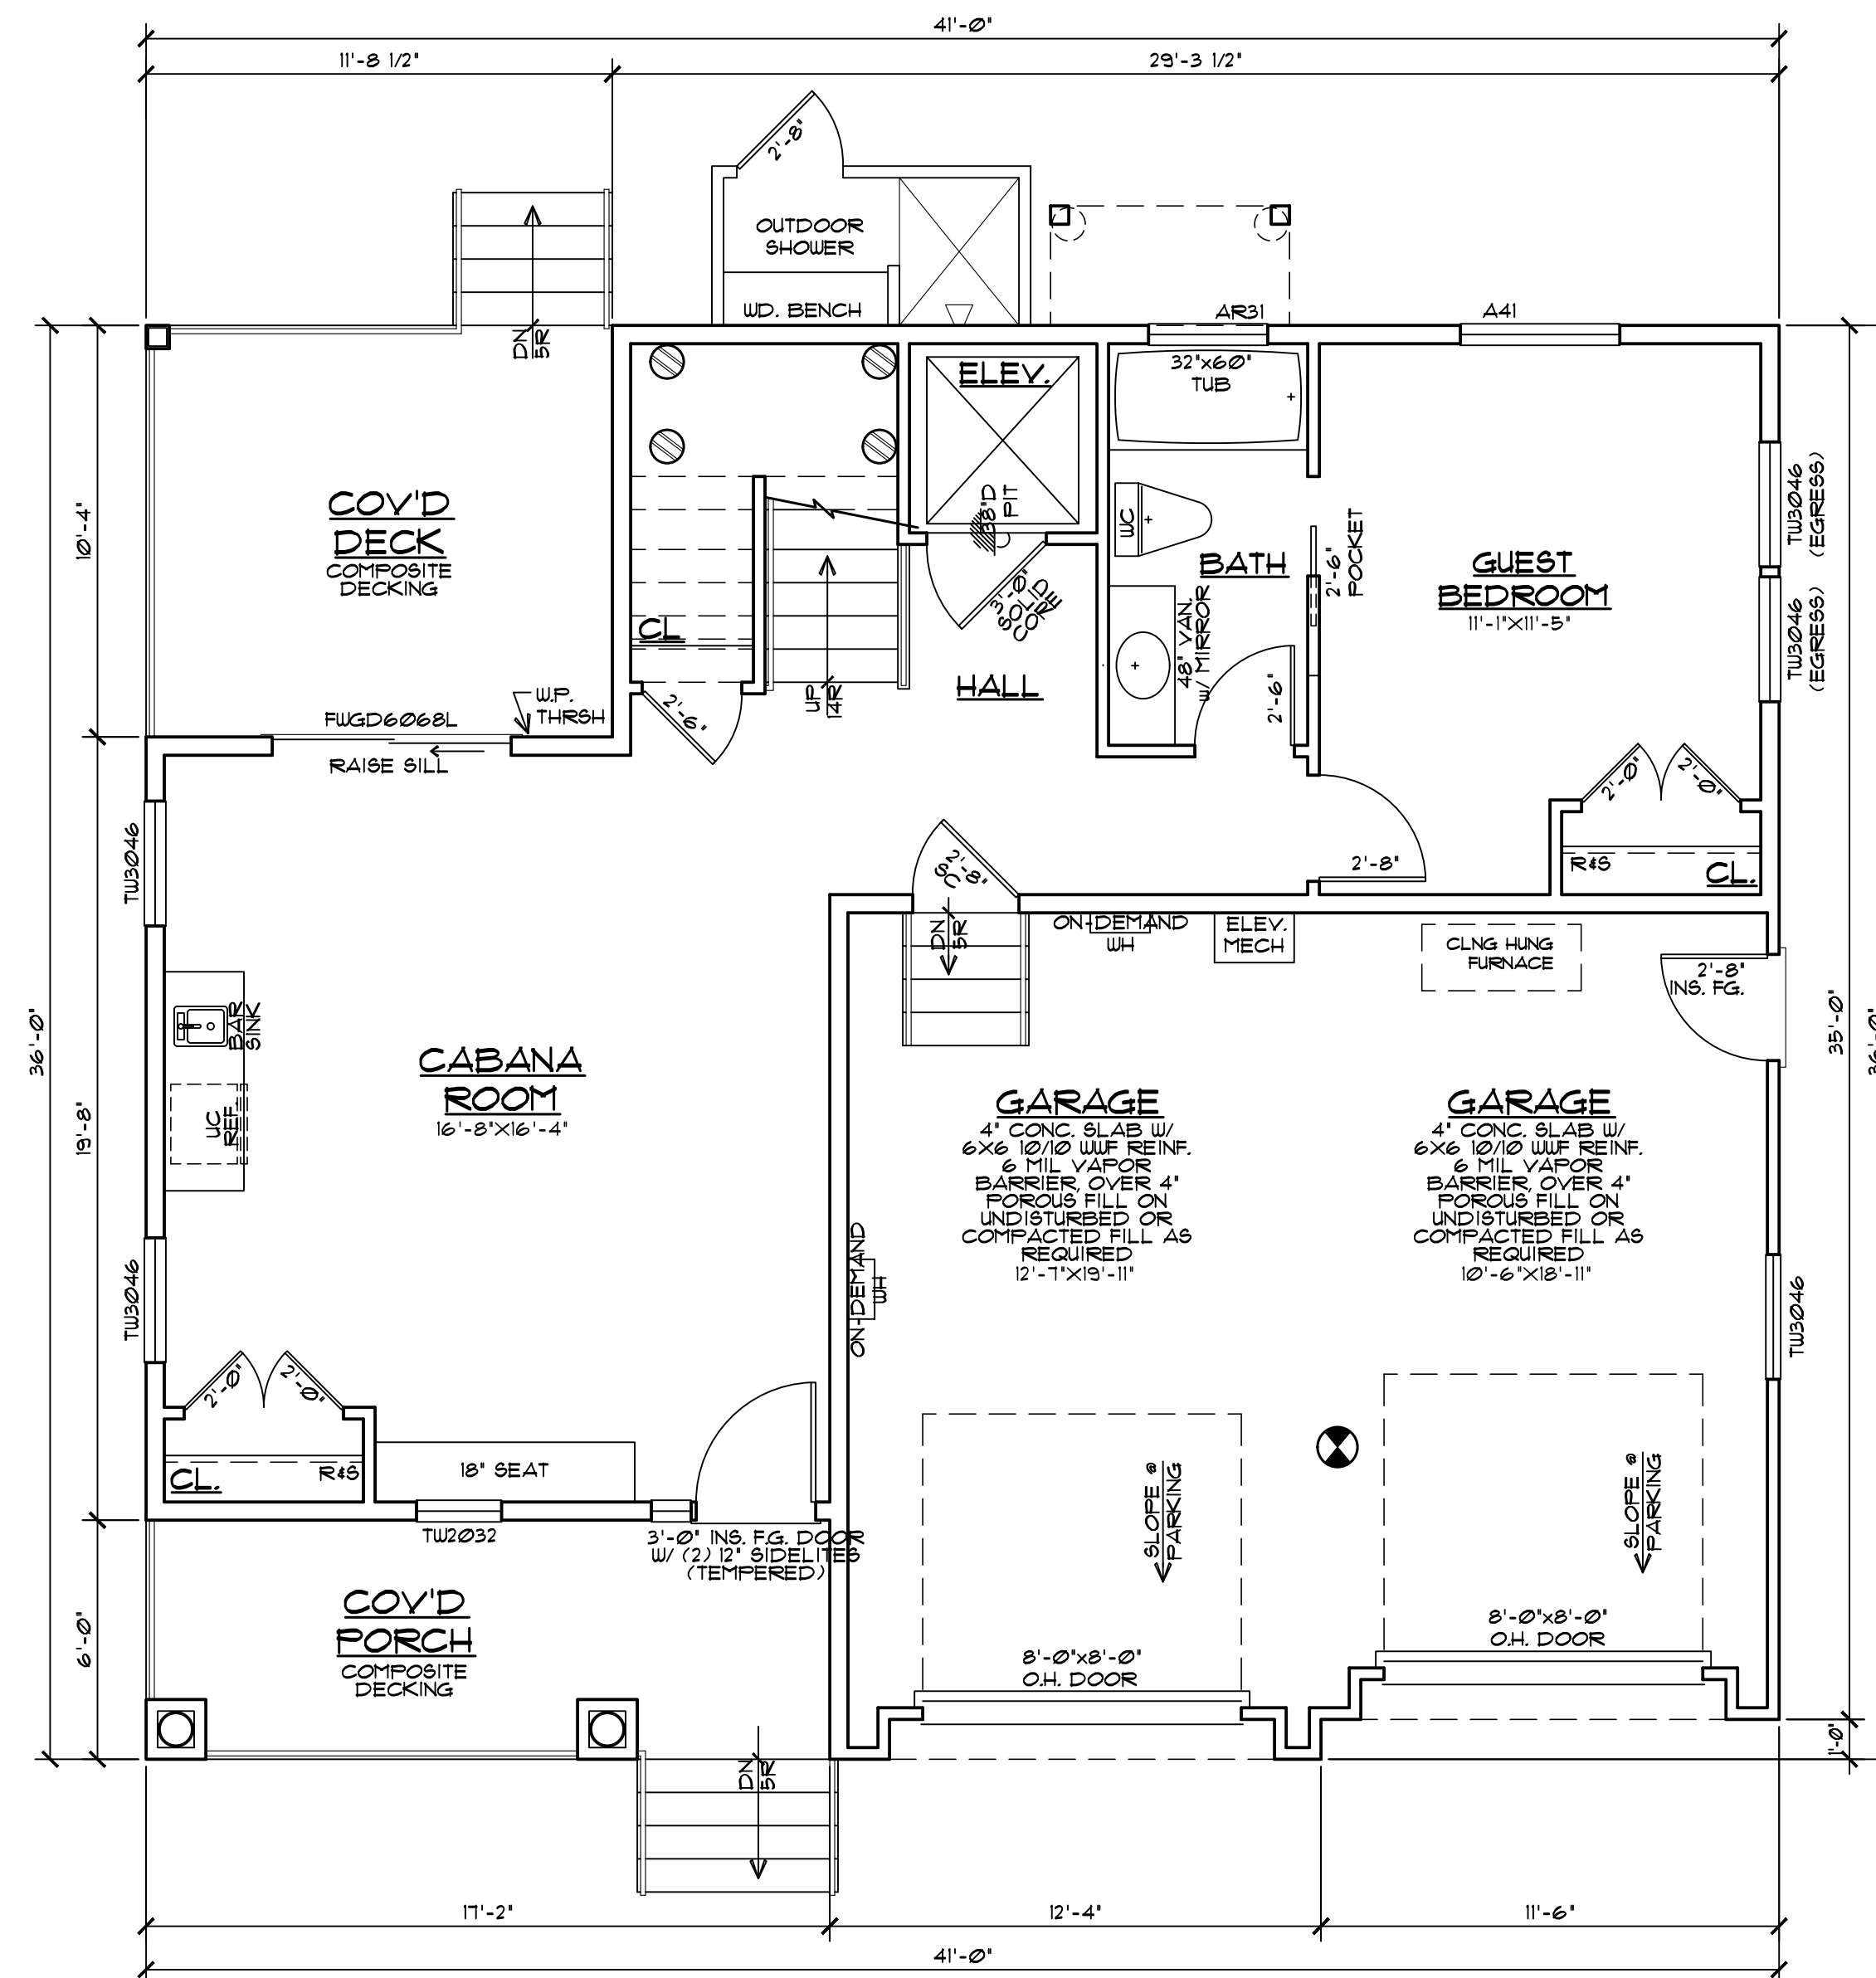 41'-0"
11'-8 1/2"
29'-3 1/2"
2'-8"
OUTDOOR
SHOWER
WD. BENCH
DN
5R
AR31
A41
32"x60"
TUB
ELEV.
38"D
PIT
WC
BATH
2'-6"
POCKET
GUEST
BEDROOM
11'-1"X11'-5"
TW3046
(EGRESS)
TW3046
(EGRESS)
10'-4"
COV'D
DECK
COMPOSITE
DECKING
CL
3'-0"
SOLID
CORE
48" VAN.
W/ MIRROR
HALL
UP
14R
2'-6"
2'-6"
W.P.
THRSH
FWGD6068L
RAISE SILL
2'-0"
2'-0"
R&S
CL.
2'-8"
2'-8"
SC
TW3046
DN
5R
ON-DEMAND
WH
ELEV.
MECH
CLNG HUNG
FURNACE
2'-8"
INS. FG.
36'-0"
35'-0"
36'-0"
19'-8"
BAR
SINK
UC
REF.
CABANA
ROOM
16'-8"X16'-4"
GARAGE
4" CONC. SLAB W/
6X6 10/10 WWF REINF.
6 MIL VAPOR
BARRIER, OVER 4"
POROUS FILL ON
UNDISTURBED OR
COMPACTED FILL AS
REQUIRED
12'-7"X19'-11"
GARAGE
4" CONC. SLAB W/
6X6 10/10 WWF REINF.
6 MIL VAPOR
BARRIER, OVER 4"
POROUS FILL ON
UNDISTURBED OR
COMPACTED FILL AS
REQUIRED
10'-6"X18'-11"
ON-DEMAND
WH
TW3046
TW3046
2'-0"
2'-0"
CL.
R&S
18" SEAT
TW2032
3'-0" INS. F.G. DOOR
W/ (2) 12" SIDELITES
(TEMPERED)
SLOPE @
PARKING
SLOPE @
PARKING
6'-0"
COV'D
PORCH
COMPOSITE
DECKING
8'-0"x8'-0"
O.H. DOOR
8'-0"x8'-0"
O.H. DOOR
1'-0"
DN
5R
17'-2"
12'-4"
11'-6"
41'-0"